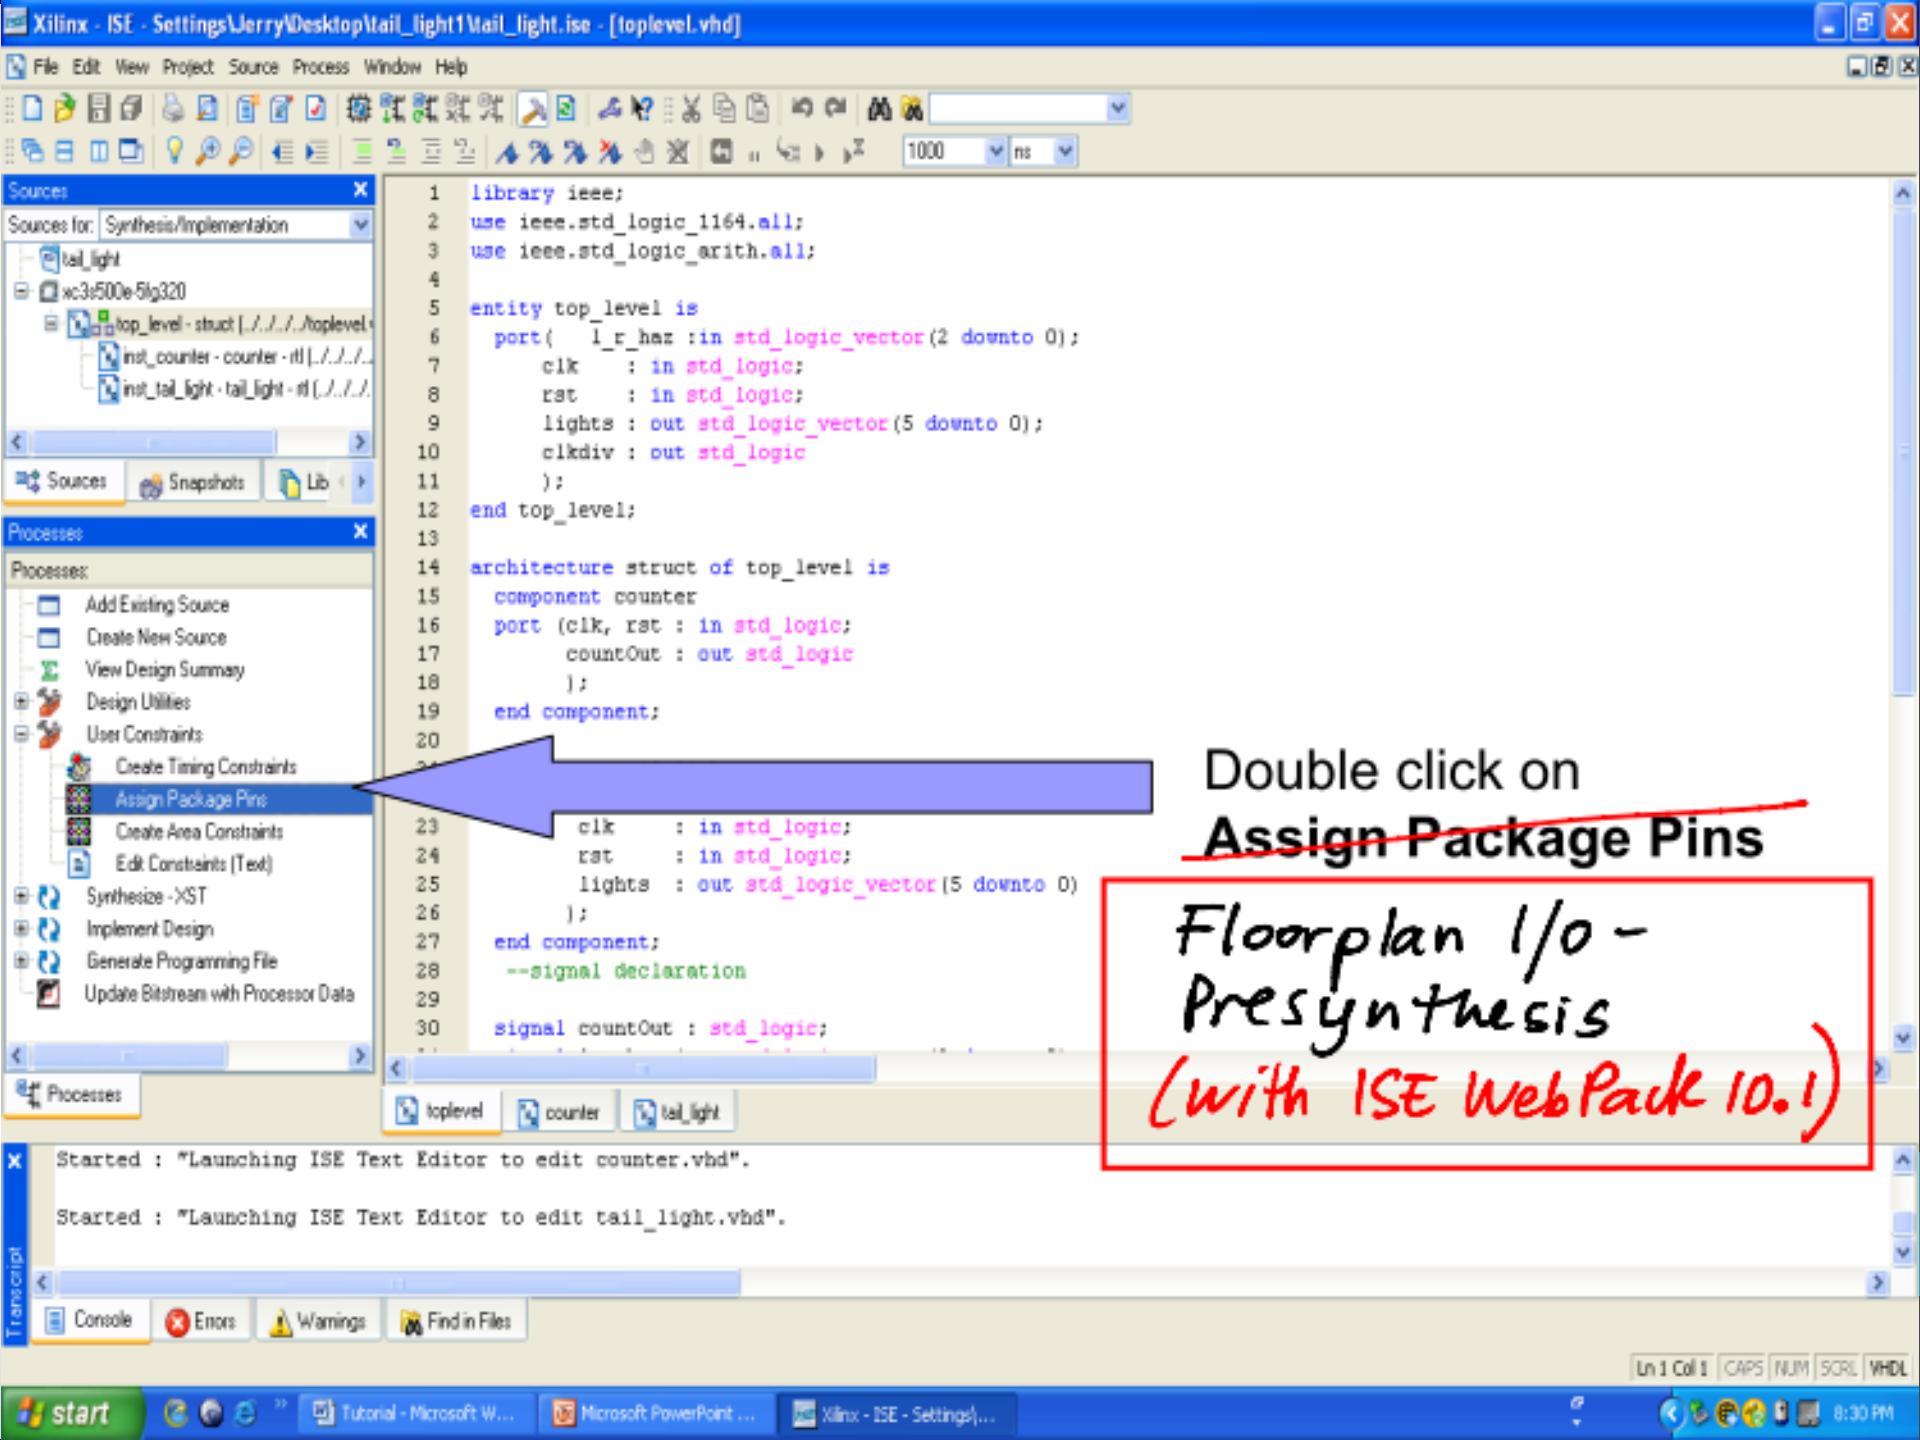 Xilinx - ISE - Settings\Jerry\Desktop\tail_light1\tail_light.ise - [toplevel.vhd]
File Edit View Project Source Process Window Help
1000 ns
Sources
Sources for: Synthesis/Implementation
tail_light
xc3s500e-5fg320
top_level - struct (../../../../toplevel.v
inst_counter - counter - rtl (../../../..
inst_tail_light - tail_light - rtl (../../../.
Sources Snapshots Lib
Processes
Processes:
Add Existing Source
Create New Source
View Design Summary
Design Utilities
User Constraints
Create Timing Constraints
Assign Package Pins
Create Area Constraints
Edit Constraints (Text)
Synthesize - XST
Implement Design
Generate Programming File
Update Bitstream with Processor Data
Processes
1 library ieee;
2 use ieee.std_logic_1164.all;
3 use ieee.std_logic_arith.all;
4
5 entity top_level is
6 port( l_r_haz :in std_logic_vector(2 downto 0);
7 clk : in std_logic;
8 rst : in std_logic;
9 lights : out std_logic_vector(5 downto 0);
10 clkdiv : out std_logic
11 );
12 end top_level;
13
14 architecture struct of top_level is
15 component counter
16 port (clk, rst : in std_logic;
17 countOut : out std_logic
18 );
19 end component;
20
23 clk : in std_logic;
24 rst : in std_logic;
25 lights : out std_logic_vector(5 downto 0)
26 );
27 end component;
28 --signal declaration
29
30 signal countOut : std_logic;
toplevel counter tail_light
Double click on
Assign Package Pins
Floorplan I/O -
Presynthesis
(with ISE WebPack 10.1)
Started : "Launching ISE Text Editor to edit counter.vhd".
Started : "Launching ISE Text Editor to edit tail_light.vhd".
Transcript
Console Errors Warnings Find in Files
Ln 1 Col 1 CAPS NUM SCRL VHDL
start Tutorial - Microsoft W... Microsoft PowerPoint ... Xilinx - ISE - Settings\... 8:30 PM